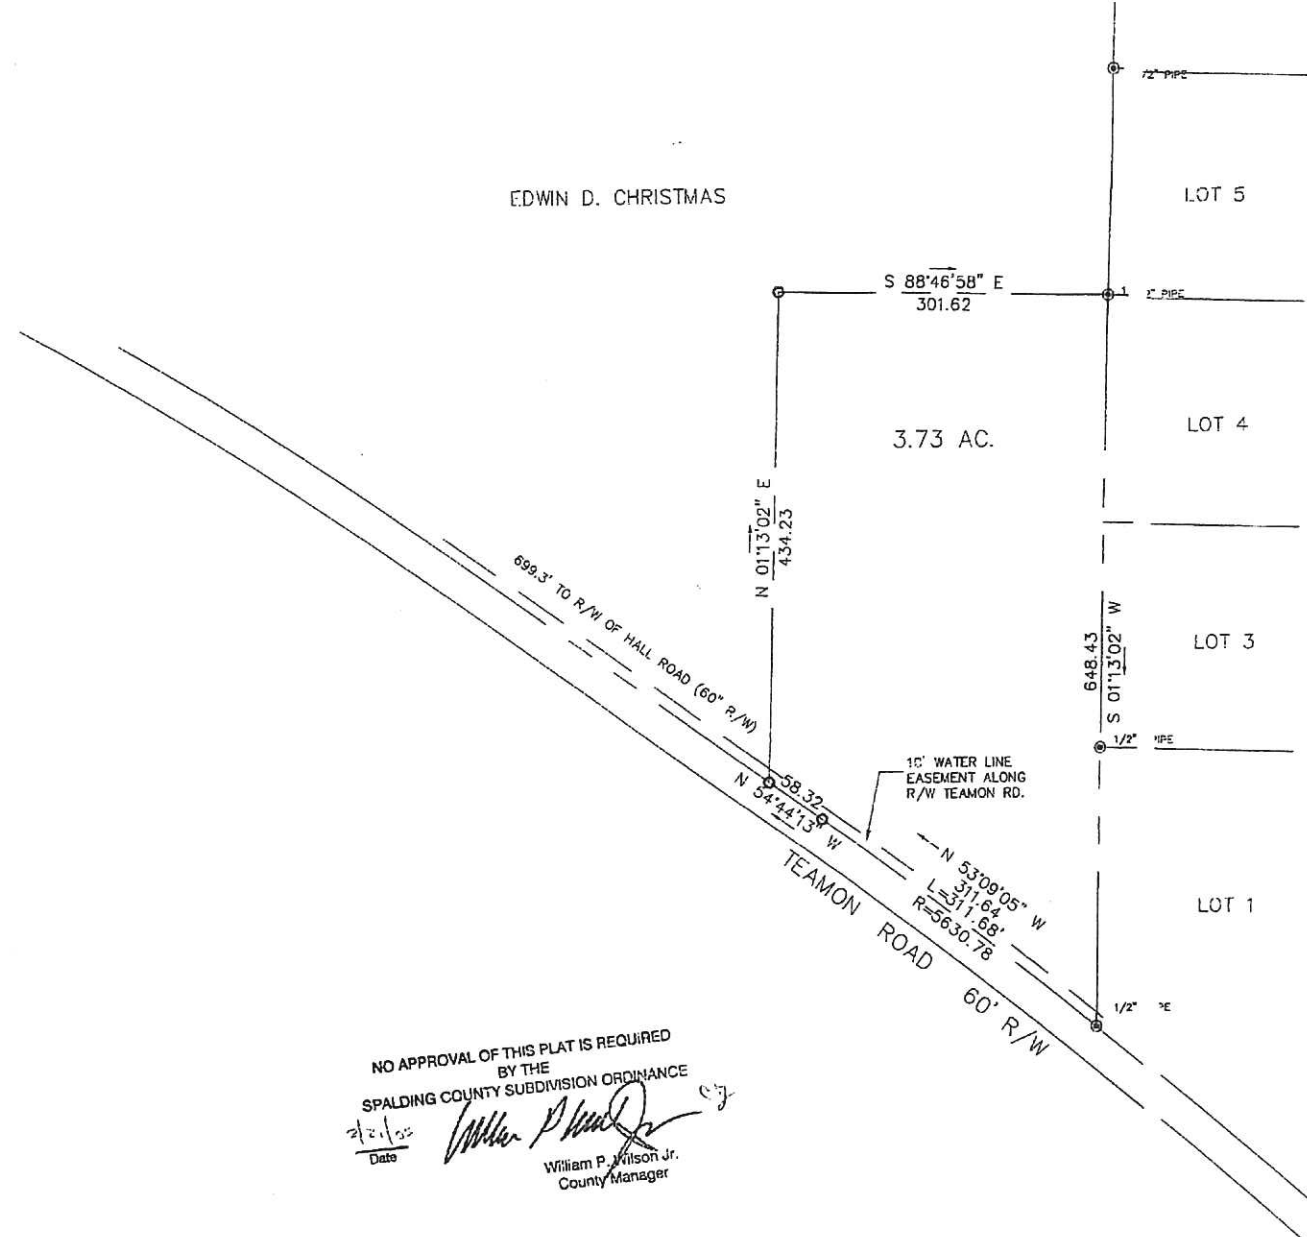 /2" PIPE
EDWIN D. CHRISTMAS
LOT 5
S 88°46'58" E
301.62
1 2" PIPE
3.73 AC.
LOT 4
N 01°13'02" E
434.23
699.3' TO R/W OF HALL ROAD (60" R/W)
648.43
S 01°13'02" W
LOT 3
1/2" IPE
58.32
N 54°44'13" W
10' WATER LINE
EASEMENT ALONG
R/W TEAMON RD.
N 53°09'05" W
311.64
L=311.68'
R=5630.78
LOT 1
TEAMON ROAD 60' R/W
1/2" PE
NO APPROVAL OF THIS PLAT IS REQUIRED
BY THE
SPALDING COUNTY SUBDIVISION ORDINANCE
Date
William P. Wilson Jr.
County Manager